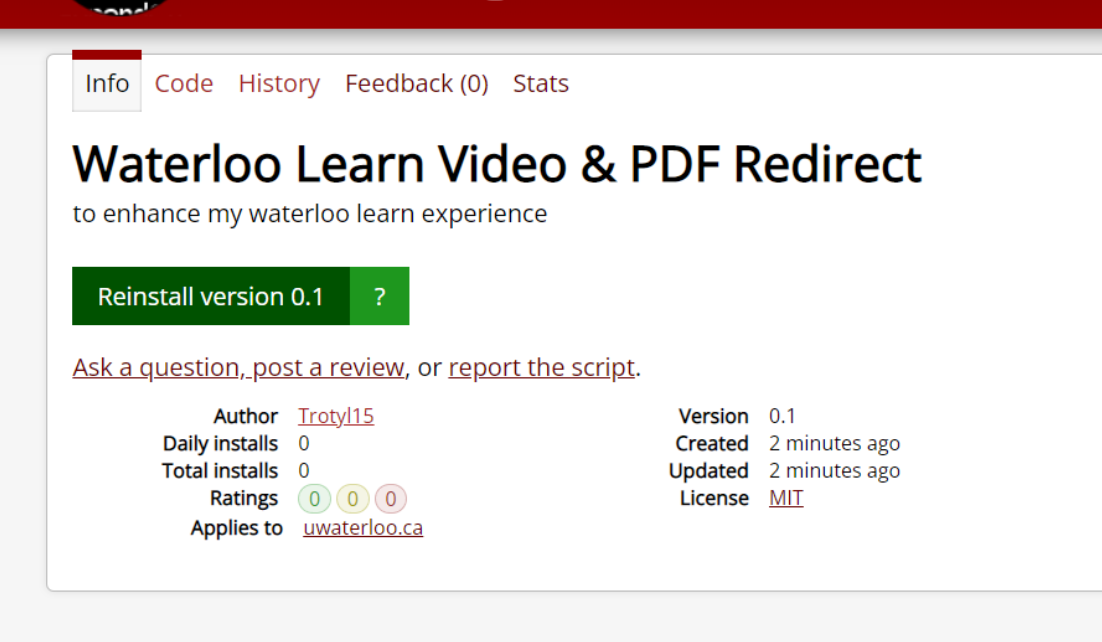 Info Code History Feedback (0) Stats
Waterloo Learn Video & PDF Redirect
to enhance my waterloo learn experience
Reinstall version 0.1 ?
Ask a question, post a review, or report the script.
Author Trotyl15
Daily installs 0
Total installs 0
Ratings 0 0 0
Applies to uwaterloo.ca
Version 0.1
Created 2 minutes ago
Updated 2 minutes ago
License MIT